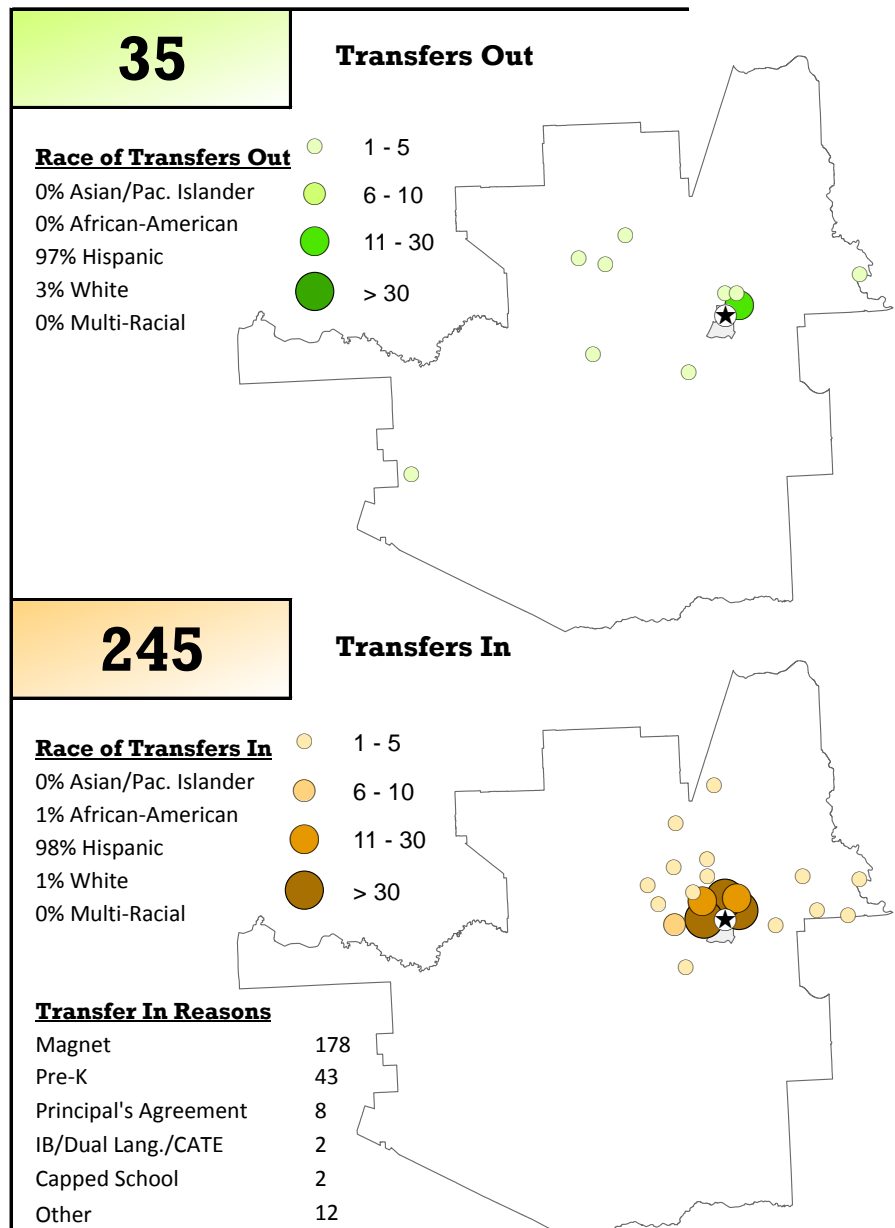 35
Transfers Out
Race of Transfers Out
0% Asian/Pac. Islander
0% African-American
97% Hispanic
3% White
0% Multi-Racial
1 - 5
6 - 10
11 - 30
> 30
245
Transfers In
Race of Transfers In
0% Asian/Pac. Islander
1% African-American
98% Hispanic
1% White
0% Multi-Racial
1 - 5
6 - 10
11 - 30
> 30
Transfer In Reasons
Magnet 178
Pre-K 43
Principal's Agreement 8
IB/Dual Lang./CATE 2
Capped School 2
Other 12